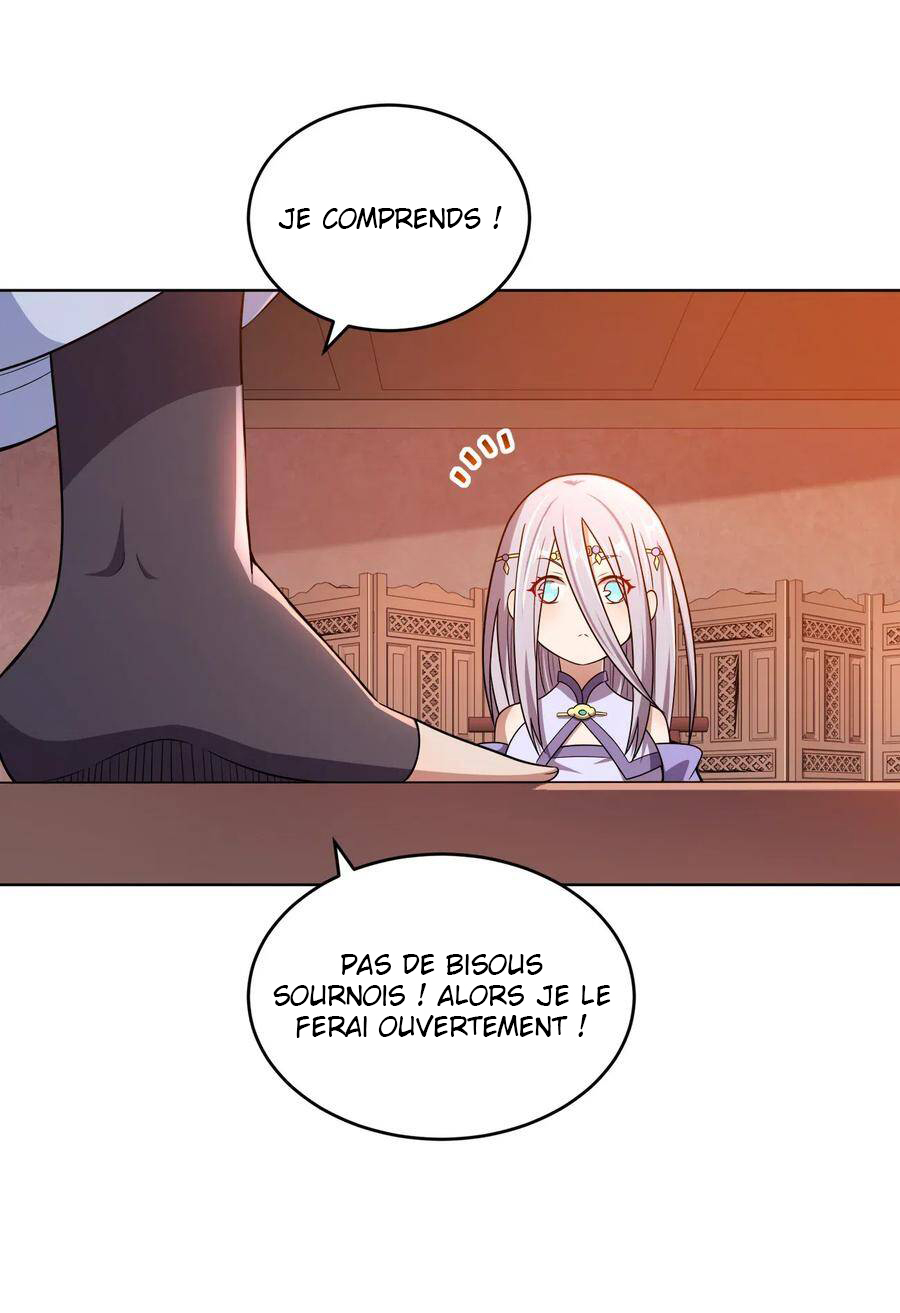 JE COMPRENDS !
PAS DE BISOUS
SOURNOIS ! ALORS JE LE
FERAI OUVERTEMENT !